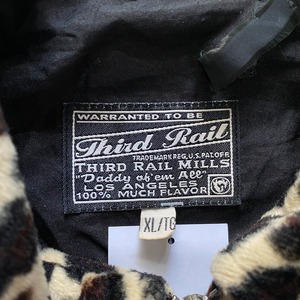 WARRANTED TO BE
Third Rail
TRADEMARK REG. U.S. PAT. OFF.
THIRD RAIL MILLS
"Daddy of 'em All"
LOS ANGELES
100% MUCH FLAVOR
XL/TG